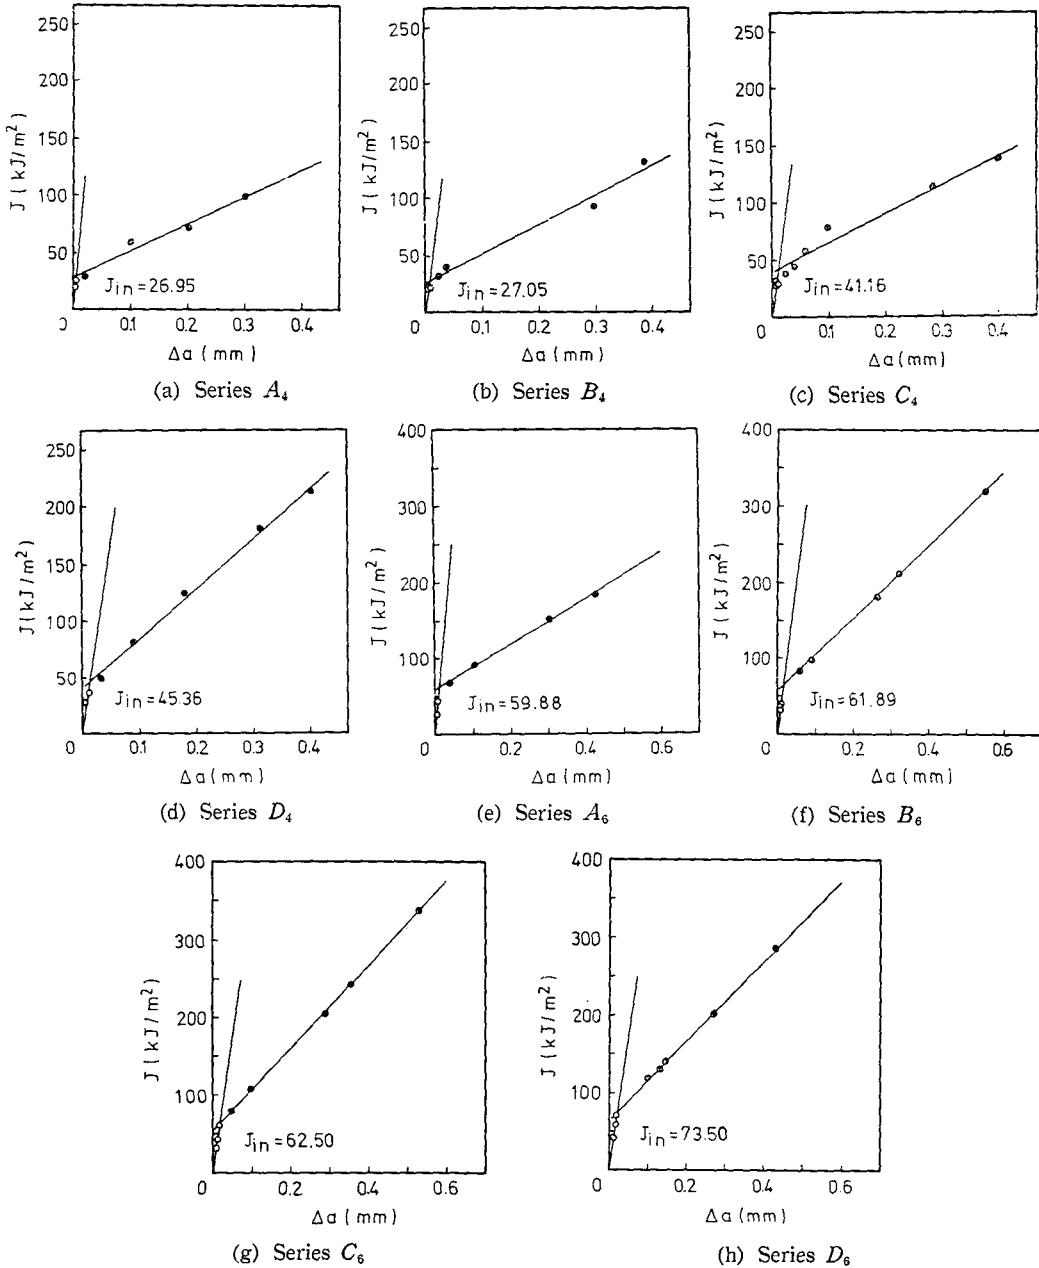 250
200
150
100
50
J (kJ/m²)
Jin=26.95
0 0.1 0.2 0.3 0.4
Δa (mm)
(a) Series A₄
250
200
150
100
50
J (kJ/m²)
Jin=27.05
0 0.1 0.2 0.3 0.4
Δa (mm)
(b) Series B₄
250
200
150
100
50
J (kJ/m²)
Jin=41.16
0 0.1 0.2 0.3 0.4
Δa (mm)
(c) Series C₄
250
200
150
100
50
J (kJ/m²)
Jin=45.36
0 0.1 0.2 0.3 0.4
Δa (mm)
(d) Series D₄
400
300
200
100
J (kJ/m²)
Jin=59.88
0 0.2 0.4 0.6
Δa (mm)
(e) Series A₆
400
300
200
100
J (kJ/m²)
Jin=61.89
0 0.2 0.4 0.6
Δa (mm)
(f) Series B₆
400
300
200
100
J (kJ/m²)
Jin=62.50
0 0.2 0.4 0.6
Δa (mm)
(g) Series C₆
400
300
200
100
J (kJ/m²)
Jin=73.50
0 0.2 0.4 0.6
Δa (mm)
(h) Series D₆